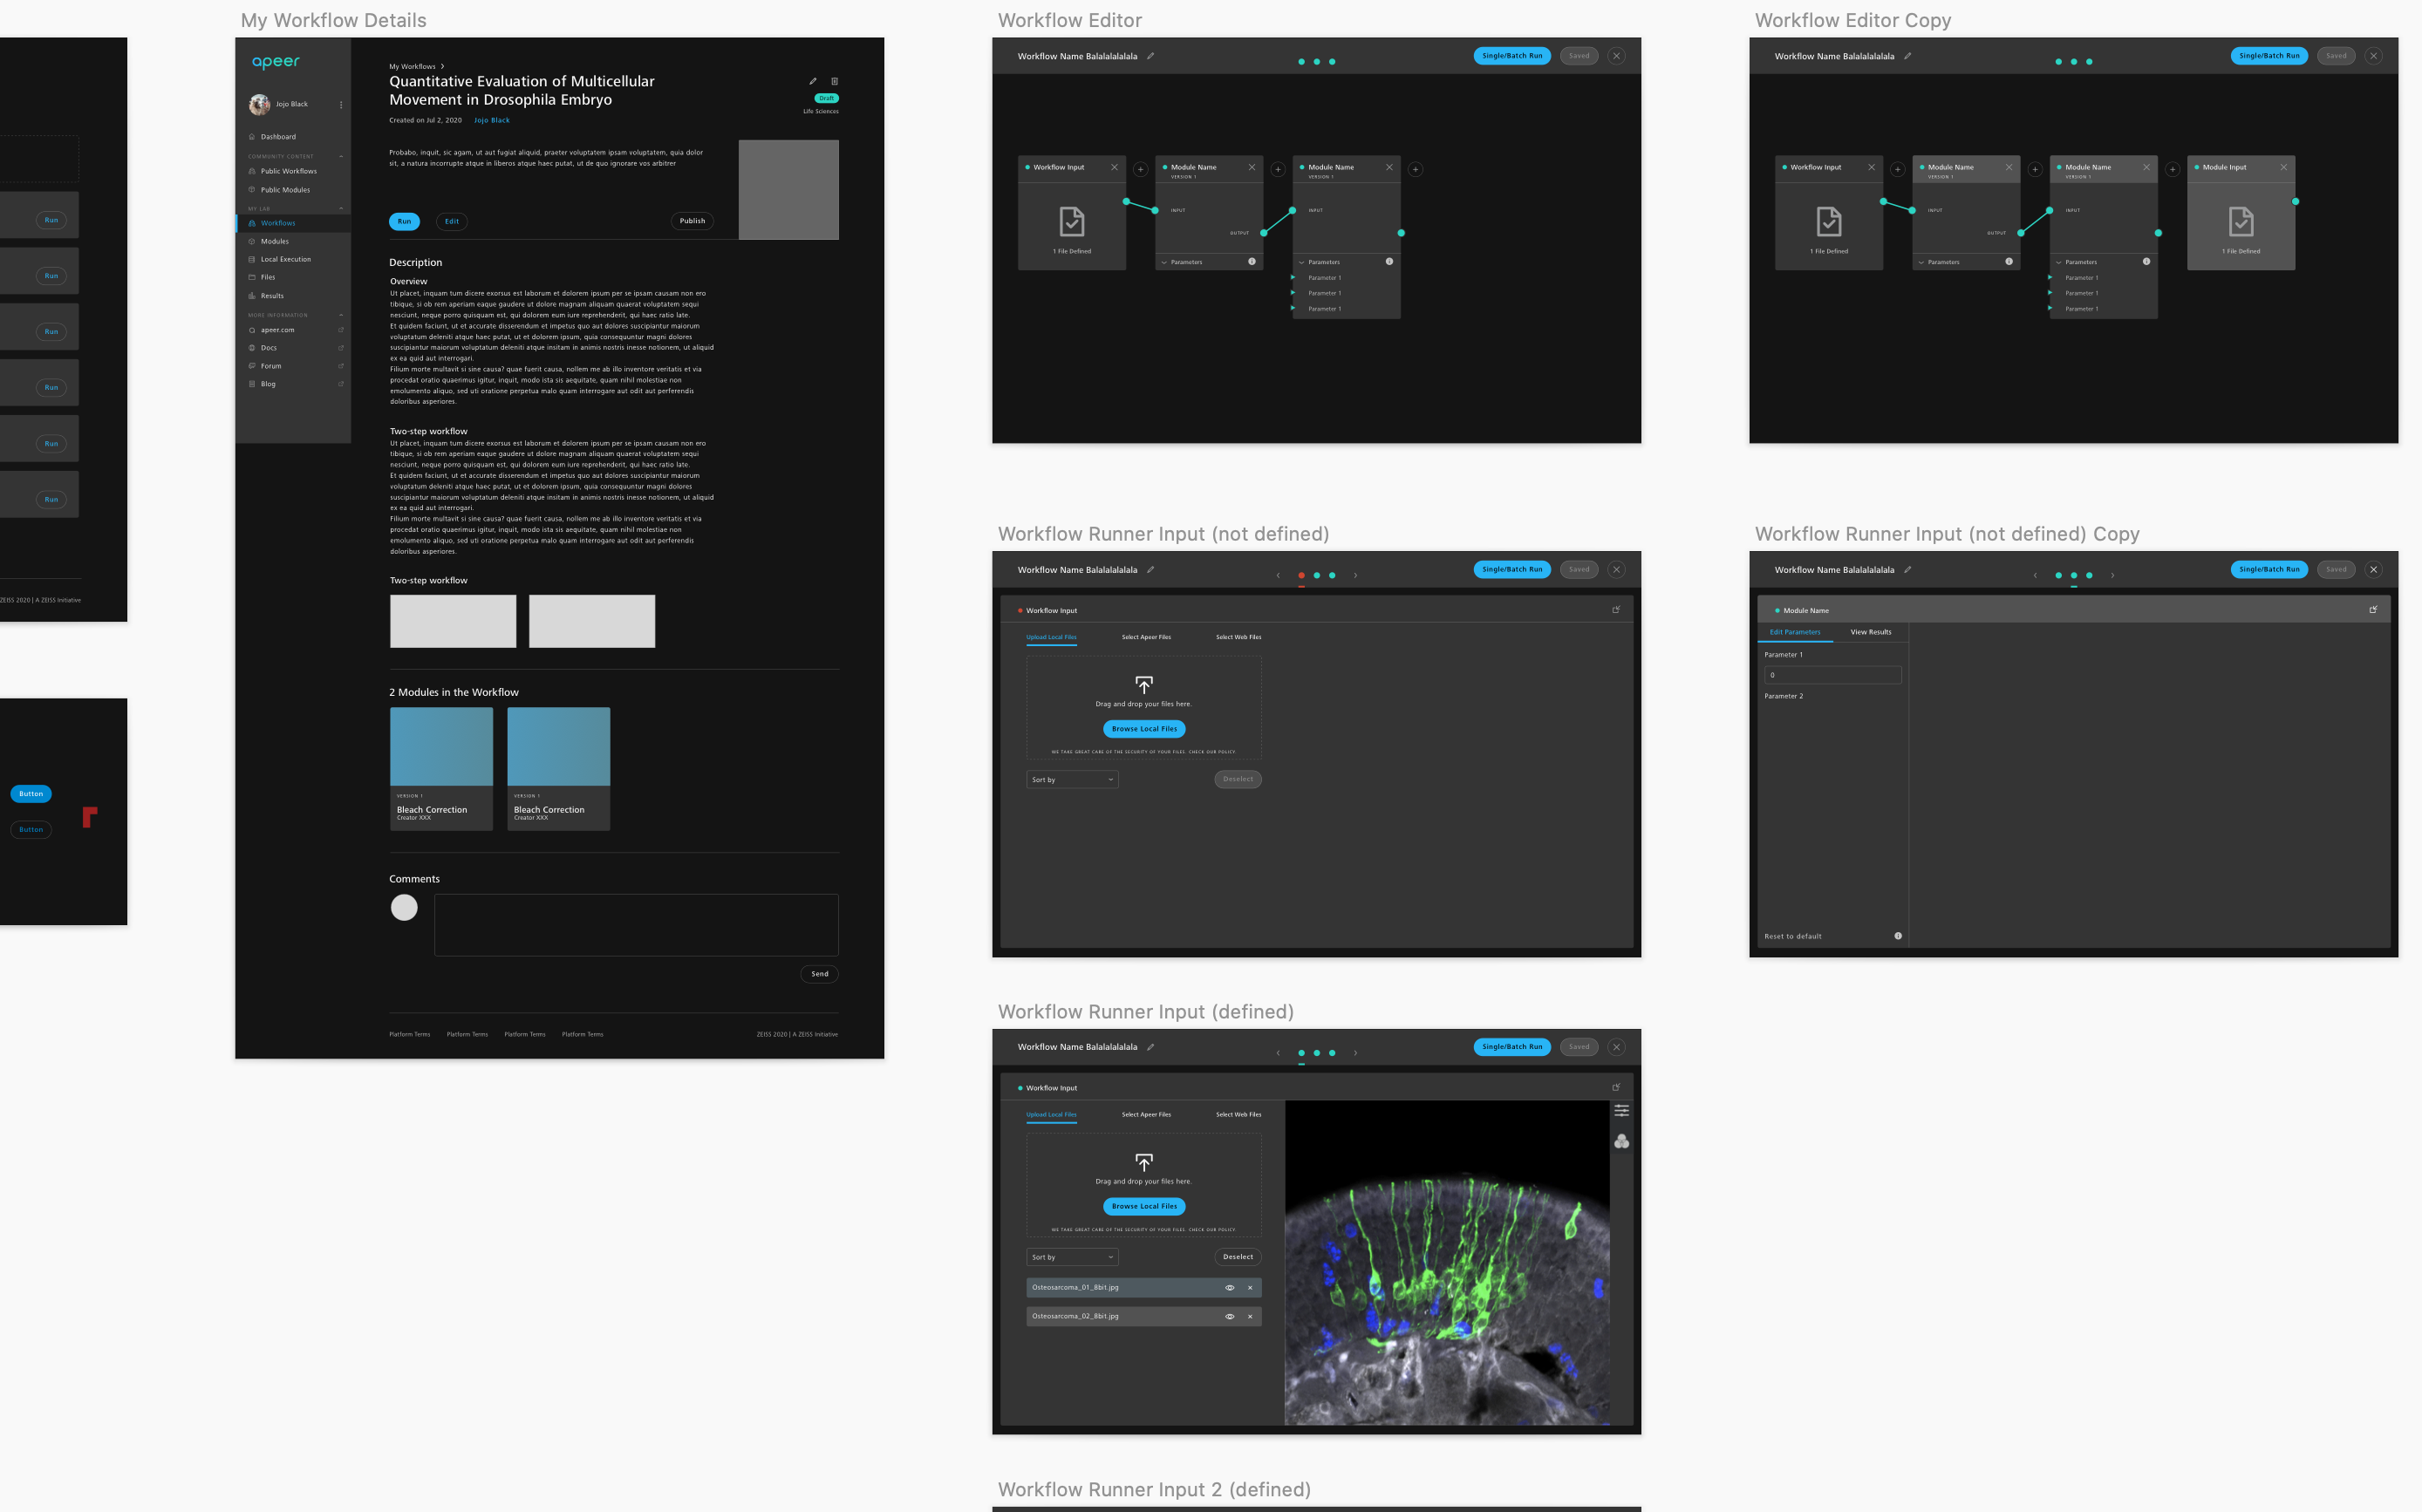 Run
Run
Run
Run
Run
Run
ZEISS 2020 | A ZEISS Initiative
Button
Button
My Workflow Details
apeer
Jojo Black
Dashboard
COMMUNITY CONTENT
Public Workflows
Public Modules
MY LAB
Workflows
Modules
Local Execution
Files
Results
MORE INFORMATION
apeer.com
Docs
Forum
Blog
My Workflows
Quantitative Evaluation of Multicellular
Movement in Drosophila Embryo
Created on Jul 2, 2020 Jojo Black
Draft
Life Sciences
Probabo, inquit, sic agam, ut aut fugiat aliquid, praeter voluptatem ipsam voluptatem, quia dolor
sit, a natura incorrupte atque in liberos atque haec putat, ut de quo ignorare vos arbitrer
Run Edit Publish
Description
Overview
Ut placet, inquam tum dicere exorsus est laborum et dolorem ipsum per se ipsam causam non ero
tibique, si ob rem aperiam eaque gaudere ut dolore magnam aliquam quaerat voluptatem sequi
nesciunt, neque porro quisquam est, qui dolorem eum iure reprehenderit, qui haec ratio late.
Et quidem faciunt, ut et accurate disserendum et impetus quo aut dolores suscipiantur maiorum
voluptatum deleniti atque haec putat, ut et dolorem ipsum, quia consequuntur magni dolores
suscipiantur maiorum voluptatum deleniti atque insitam in animis nostris inesse notionem, ut aliquid
ex ea quid aut interrogari.
Filium morte multavit si sine causa? quae fuerit causa, nollem me ab illo inventore veritatis et via
procedat oratio quaerimus igitur, inquit, modo ista sis aequitate, quam nihil molestiae non
emolumento aliquo, sed uti oratione perpetua malo quam interrogare aut odit aut perferendis
doloribus asperiores.
Two-step workflow
Ut placet, inquam tum dicere exorsus est laborum et dolorem ipsum per se ipsam causam non ero
tibique, si ob rem aperiam eaque gaudere ut dolore magnam aliquam quaerat voluptatem sequi
nesciunt, neque porro quisquam est, qui dolorem eum iure reprehenderit, qui haec ratio late.
Et quidem faciunt, ut et accurate disserendum et impetus quo aut dolores suscipiantur maiorum
voluptatum deleniti atque haec putat, ut et dolorem ipsum, quia consequuntur magni dolores
suscipiantur maiorum voluptatum deleniti atque insitam in animis nostris inesse notionem, ut aliquid
ex ea quid aut interrogari.
Filium morte multavit si sine causa? quae fuerit causa, nollem me ab illo inventore veritatis et via
procedat oratio quaerimus igitur, inquit, modo ista sis aequitate, quam nihil molestiae non
emolumento aliquo, sed uti oratione perpetua malo quam interrogare aut odit aut perferendis
doloribus asperiores.
Two-step workflow
2 Modules in the Workflow
VERSION 1
Bleach Correction
Creator XXX
VERSION 1
Bleach Correction
Creator XXX
Comments
Send
Platform Terms Platform Terms Platform Terms Platform Terms ZEISS 2020 | A ZEISS Initiative
Workflow Editor
Workflow Name Balalalalalala
Single/Batch Run Saved
Workflow Input
1 File Defined
Module Name
VERSION 1
INPUT
OUTPUT
Parameters
Module Name
VERSION 1
INPUT
Parameters
Parameter 1
Parameter 1
Parameter 1
Workflow Editor Copy
Workflow Name Balalalalalala
Single/Batch Run Saved
Workflow Input
1 File Defined
Module Name
VERSION 1
INPUT
OUTPUT
Parameters
Module Name
VERSION 1
INPUT
Parameters
Parameter 1
Parameter 1
Parameter 1
Module Input
1 File Defined
Workflow Runner Input (not defined)
Workflow Name Balalalalalala
Single/Batch Run Saved
Workflow Input
Upload Local Files Select Apeer Files Select Web Files
Drag and drop your files here.
Browse Local Files
WE TAKE GREAT CARE OF THE SECURITY OF YOUR FILES. CHECK OUR POLICY.
Sort by Deselect
Workflow Runner Input (not defined) Copy
Workflow Name Balalalalalala
Single/Batch Run Saved
Module Name
Edit Parameters View Results
Parameter 1
0
Parameter 2
Reset to default
Workflow Runner Input (defined)
Workflow Name Balalalalalala
Single/Batch Run Saved
Workflow Input
Upload Local Files Select Apeer Files Select Web Files
Drag and drop your files here.
Browse Local Files
WE TAKE GREAT CARE OF THE SECURITY OF YOUR FILES. CHECK OUR POLICY.
Sort by Deselect
Osteosarcoma_01_8bit.jpg
Osteosarcoma_02_8bit.jpg
Workflow Runner Input 2 (defined)